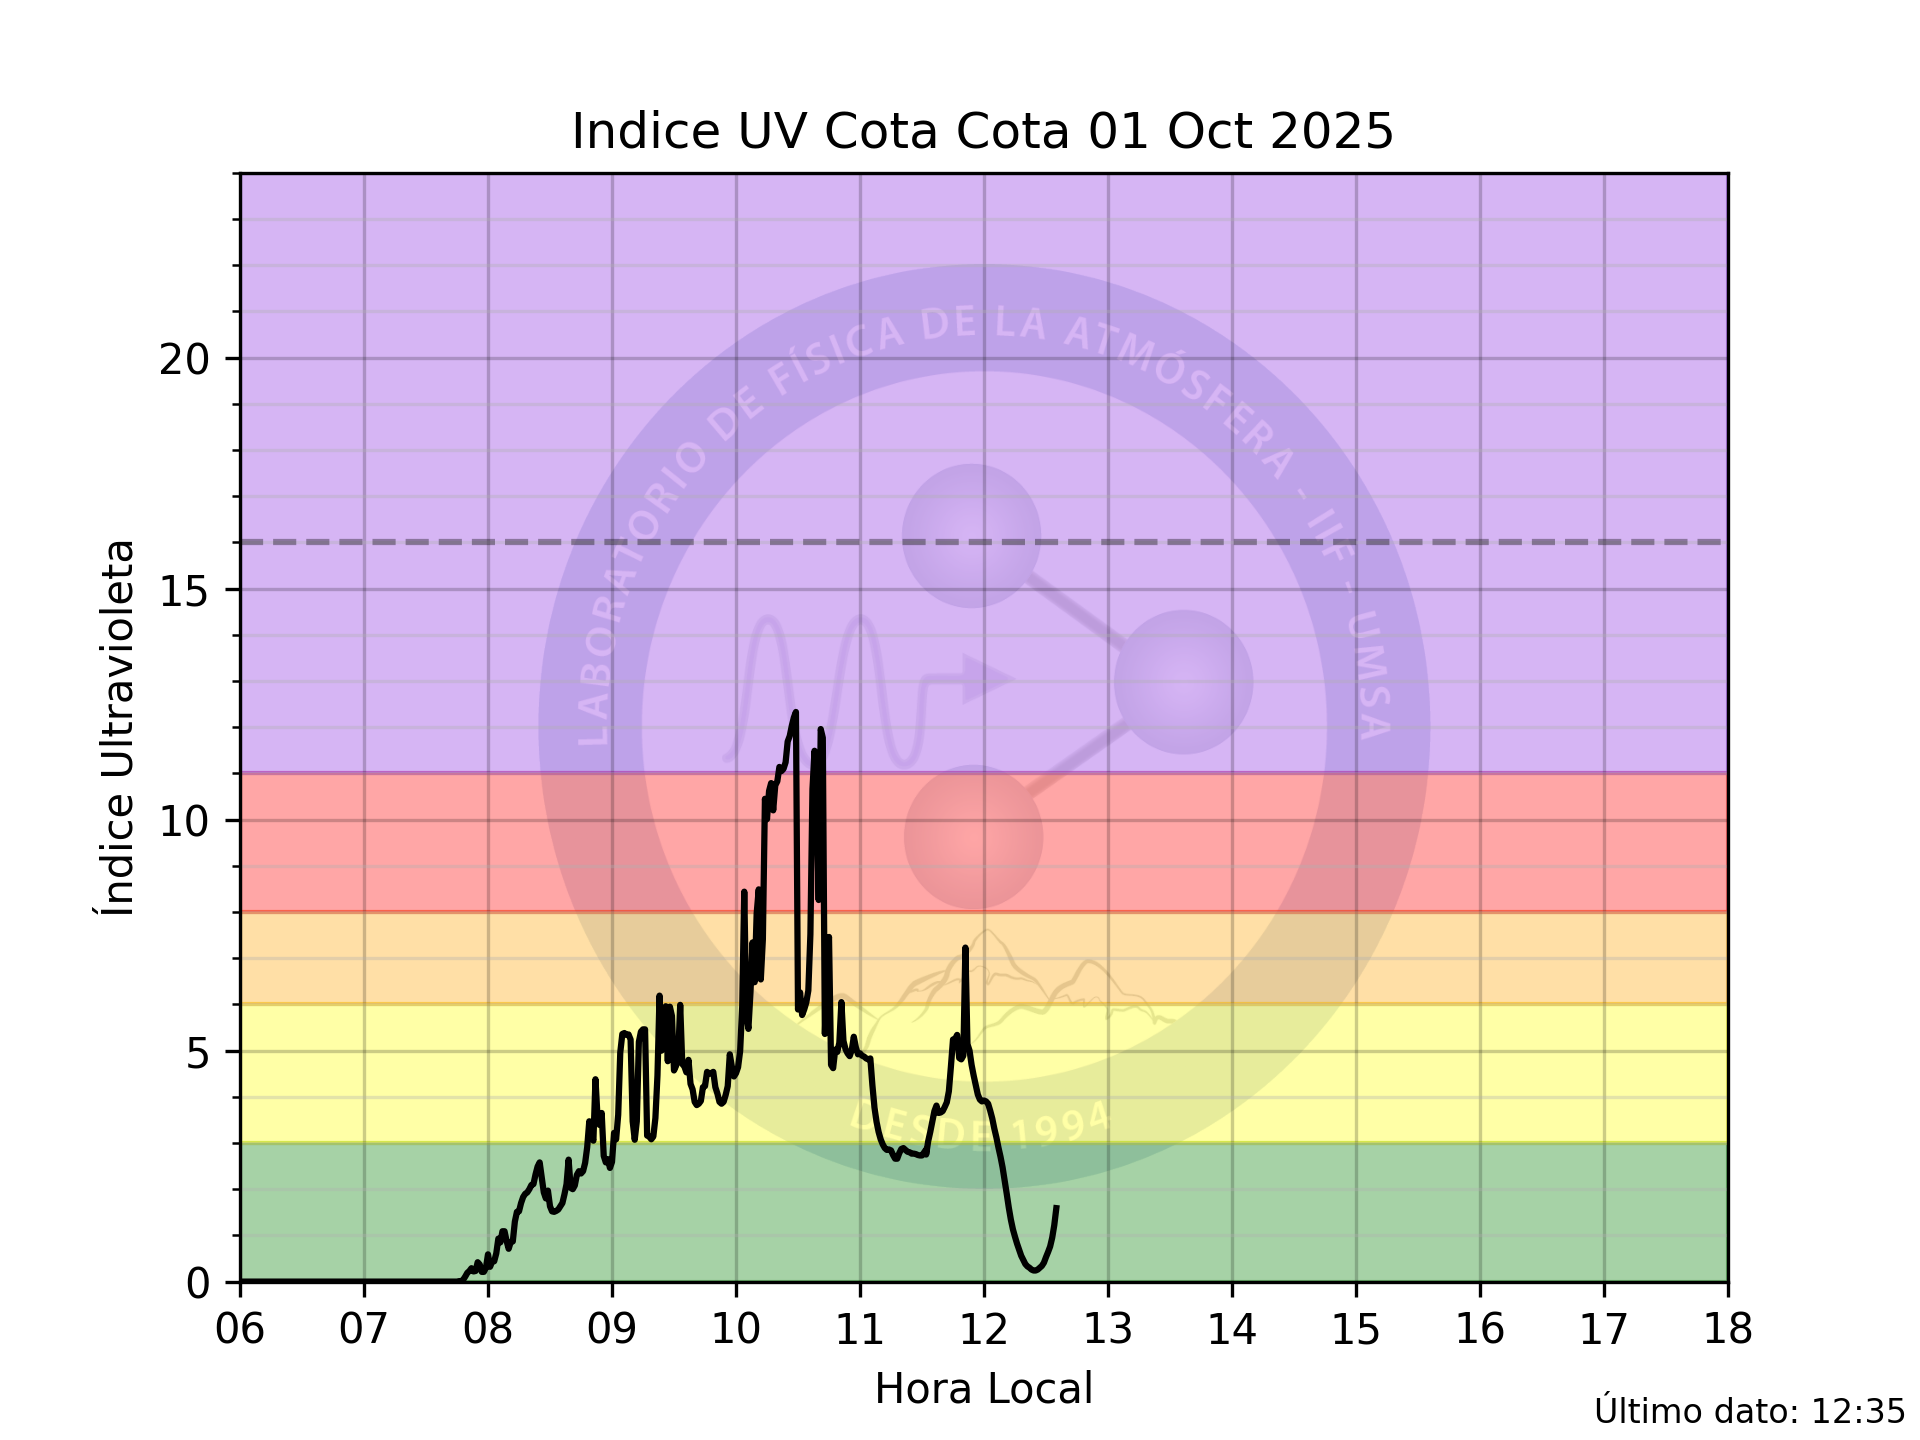 Indice UV Cota Cota 01 Oct 2025
LABORATORIO DE FÍSICA DE LA ATMÓSFERA - IIF - UMSA
DESDE 1994
Índice Ultravioleta
20
15
10
5
0
06 07 08 09 10 11 12 13 14 15 16 17 18
Hora Local
Último dato: 12:35